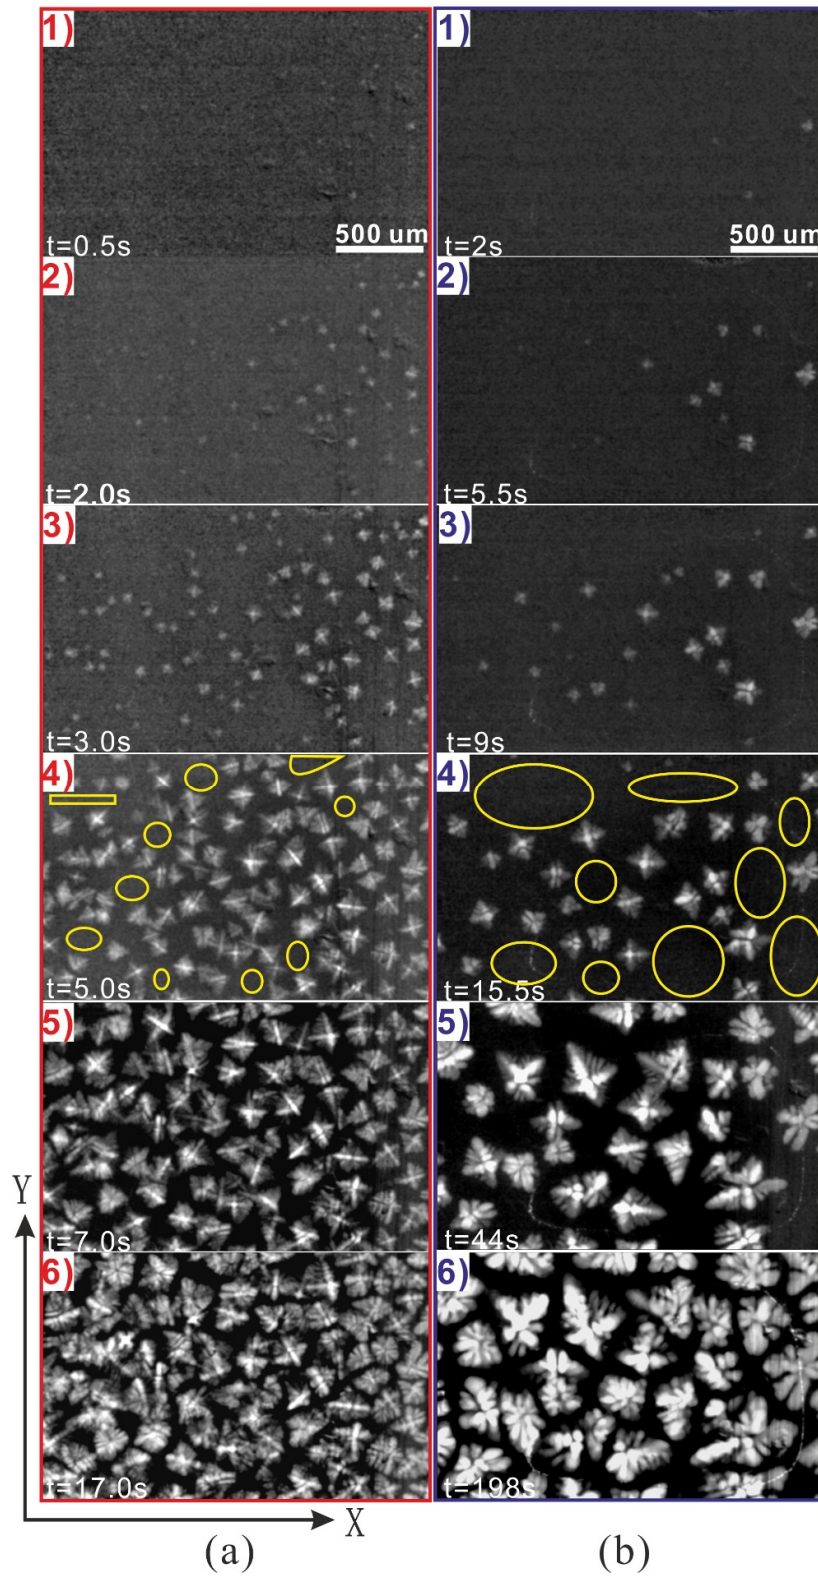 1)
t=0.5s
500 um
2)
t=2.0s
3)
t=3.0s
4)
t=5.0s
5)
t=7.0s
6)
t=17.0s
Y
X
(a)
1)
t=2s
500 um
2)
t=5.5s
3)
t=9s
4)
t=15.5s
5)
t=44s
6)
t=198s
(b)